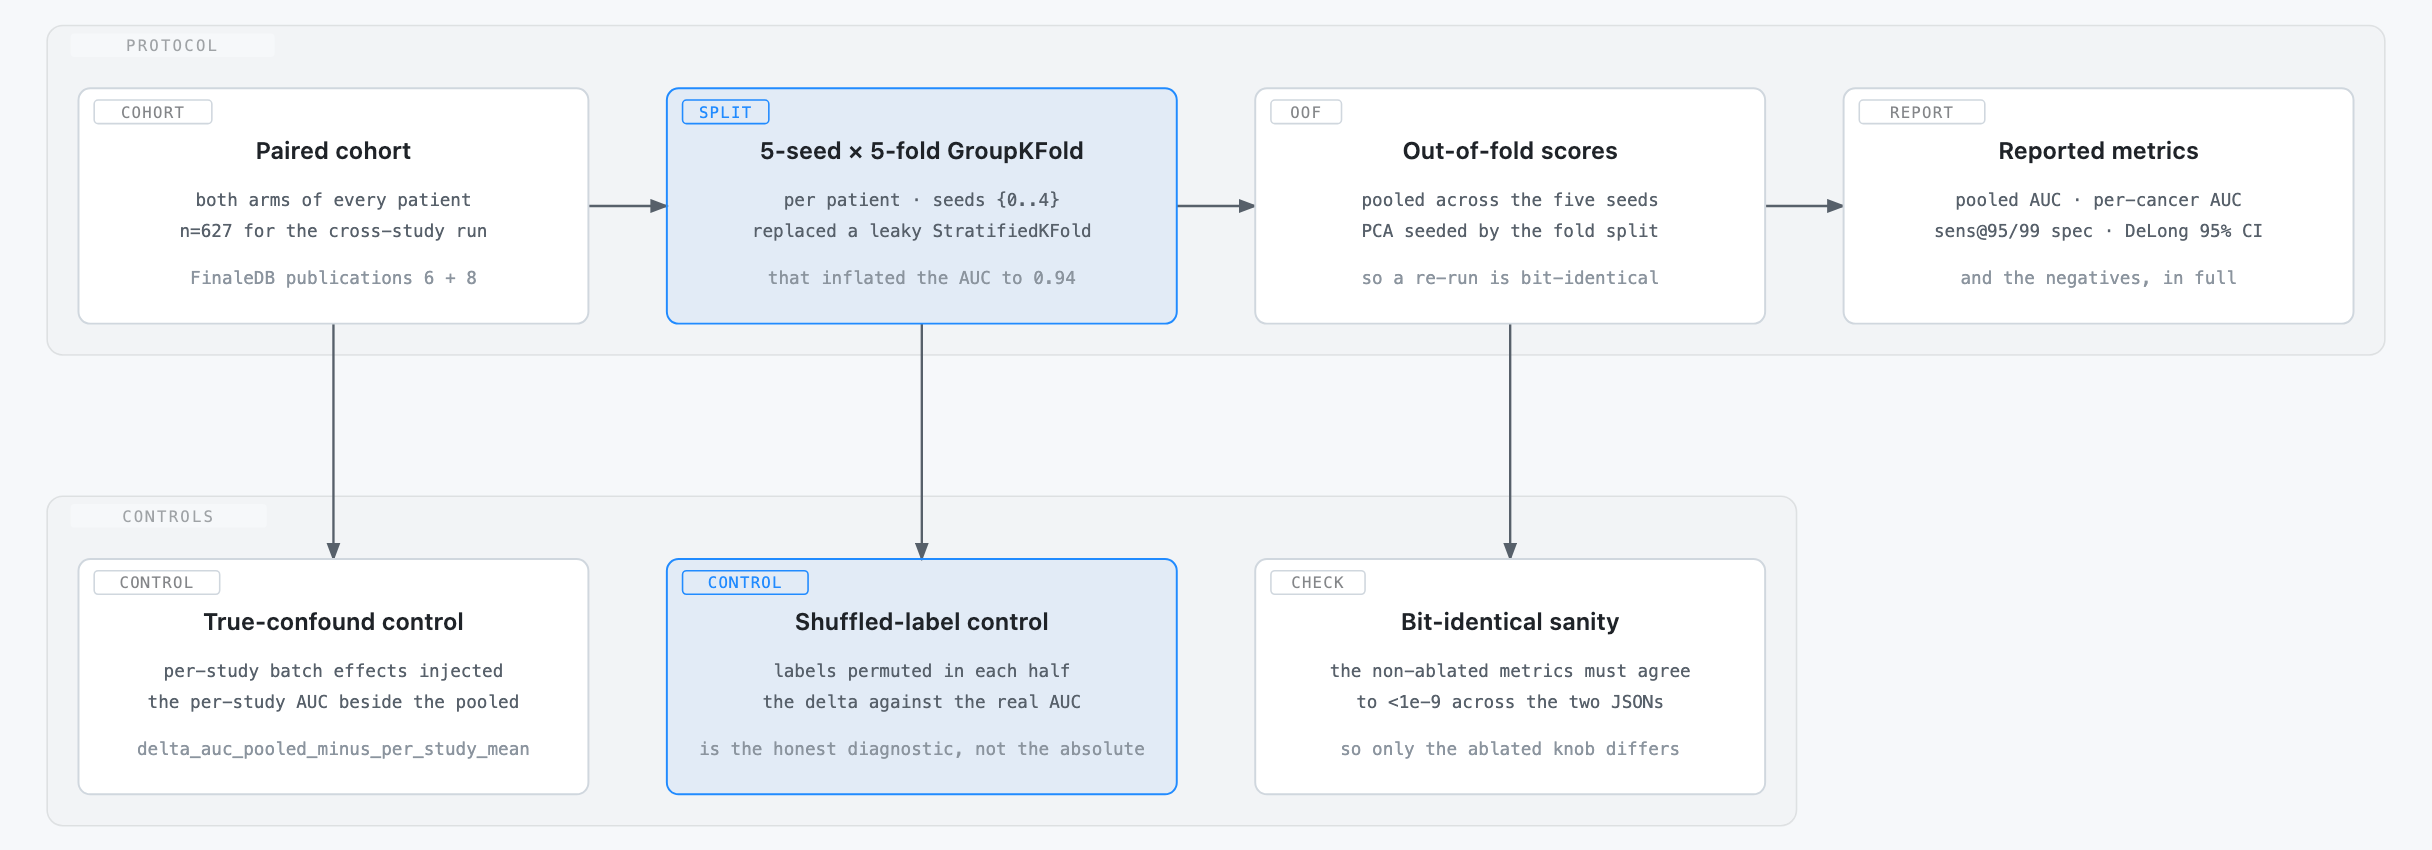 PROTOCOL
COHORT
Paired cohort
both arms of every patient
n=627 for the cross-study run
FinaleDB publications 6 + 8
SPLIT
5-seed × 5-fold GroupKFold
per patient · seeds {0..4}
replaced a leaky StratifiedKFold
that inflated the AUC to 0.94
OOF
Out-of-fold scores
pooled across the five seeds
PCA seeded by the fold split
so a re-run is bit-identical
REPORT
Reported metrics
pooled AUC · per-cancer AUC
sens@95/99 spec · DeLong 95% CI
and the negatives, in full
CONTROLS
CONTROL
True-confound control
per-study batch effects injected
the per-study AUC beside the pooled
delta_auc_pooled_minus_per_study_mean
CONTROL
Shuffled-label control
labels permuted in each half
the delta against the real AUC
is the honest diagnostic, not the absolute
CHECK
Bit-identical sanity
the non-ablated metrics must agree
to <1e-9 across the two JSONs
so only the ablated knob differs